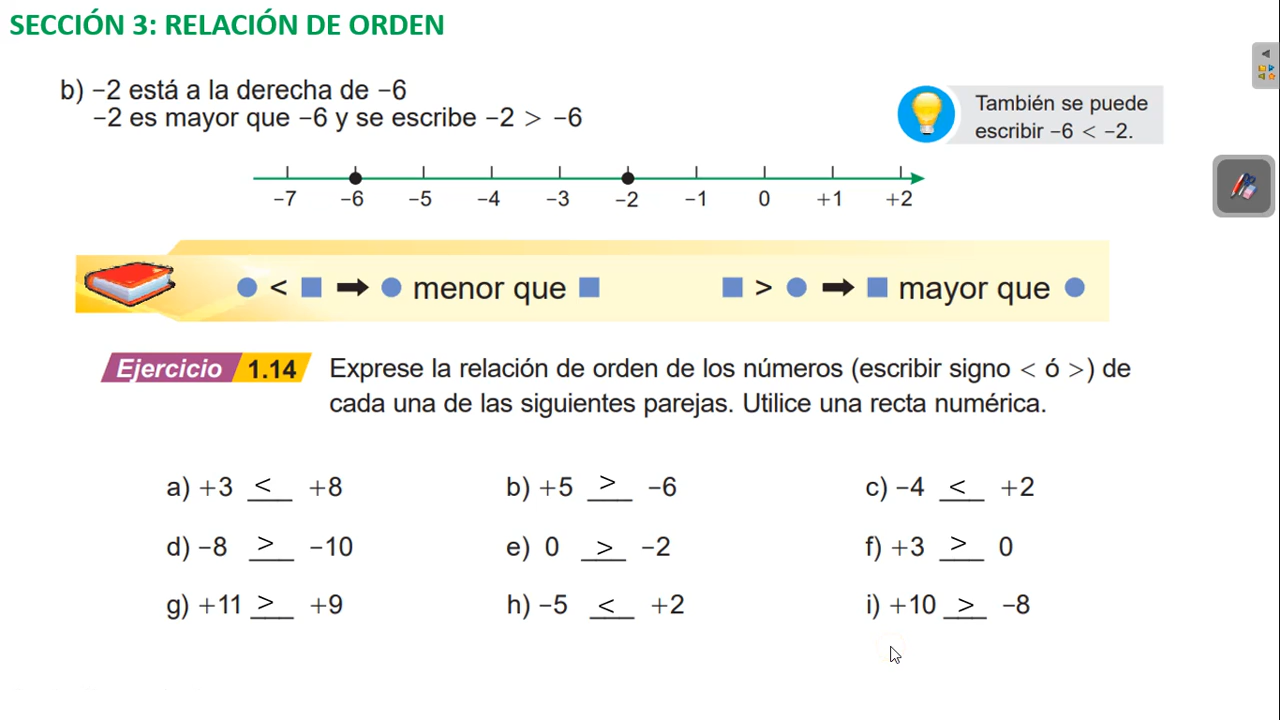 SECCIÓN 3: RELACIÓN DE ORDEN
b) −2 está a la derecha de −6
−2 es mayor que −6 y se escribe −2 > −6
También se puede
escribir −6 < −2.
−7 −6 −5 −4 −3 −2 −1 0 +1 +2
< menor que
> mayor que
Ejercicio 1.14 Exprese la relación de orden de los números (escribir signo < ó >) de
cada una de las siguientes parejas. Utilice una recta numérica.
a) +3 < +8 b) +5 > −6 c) −4 < +2
d) −8 > −10 e) 0 > −2 f) +3 > 0
g) +11 > +9 h) −5 < +2 i) +10 > −8